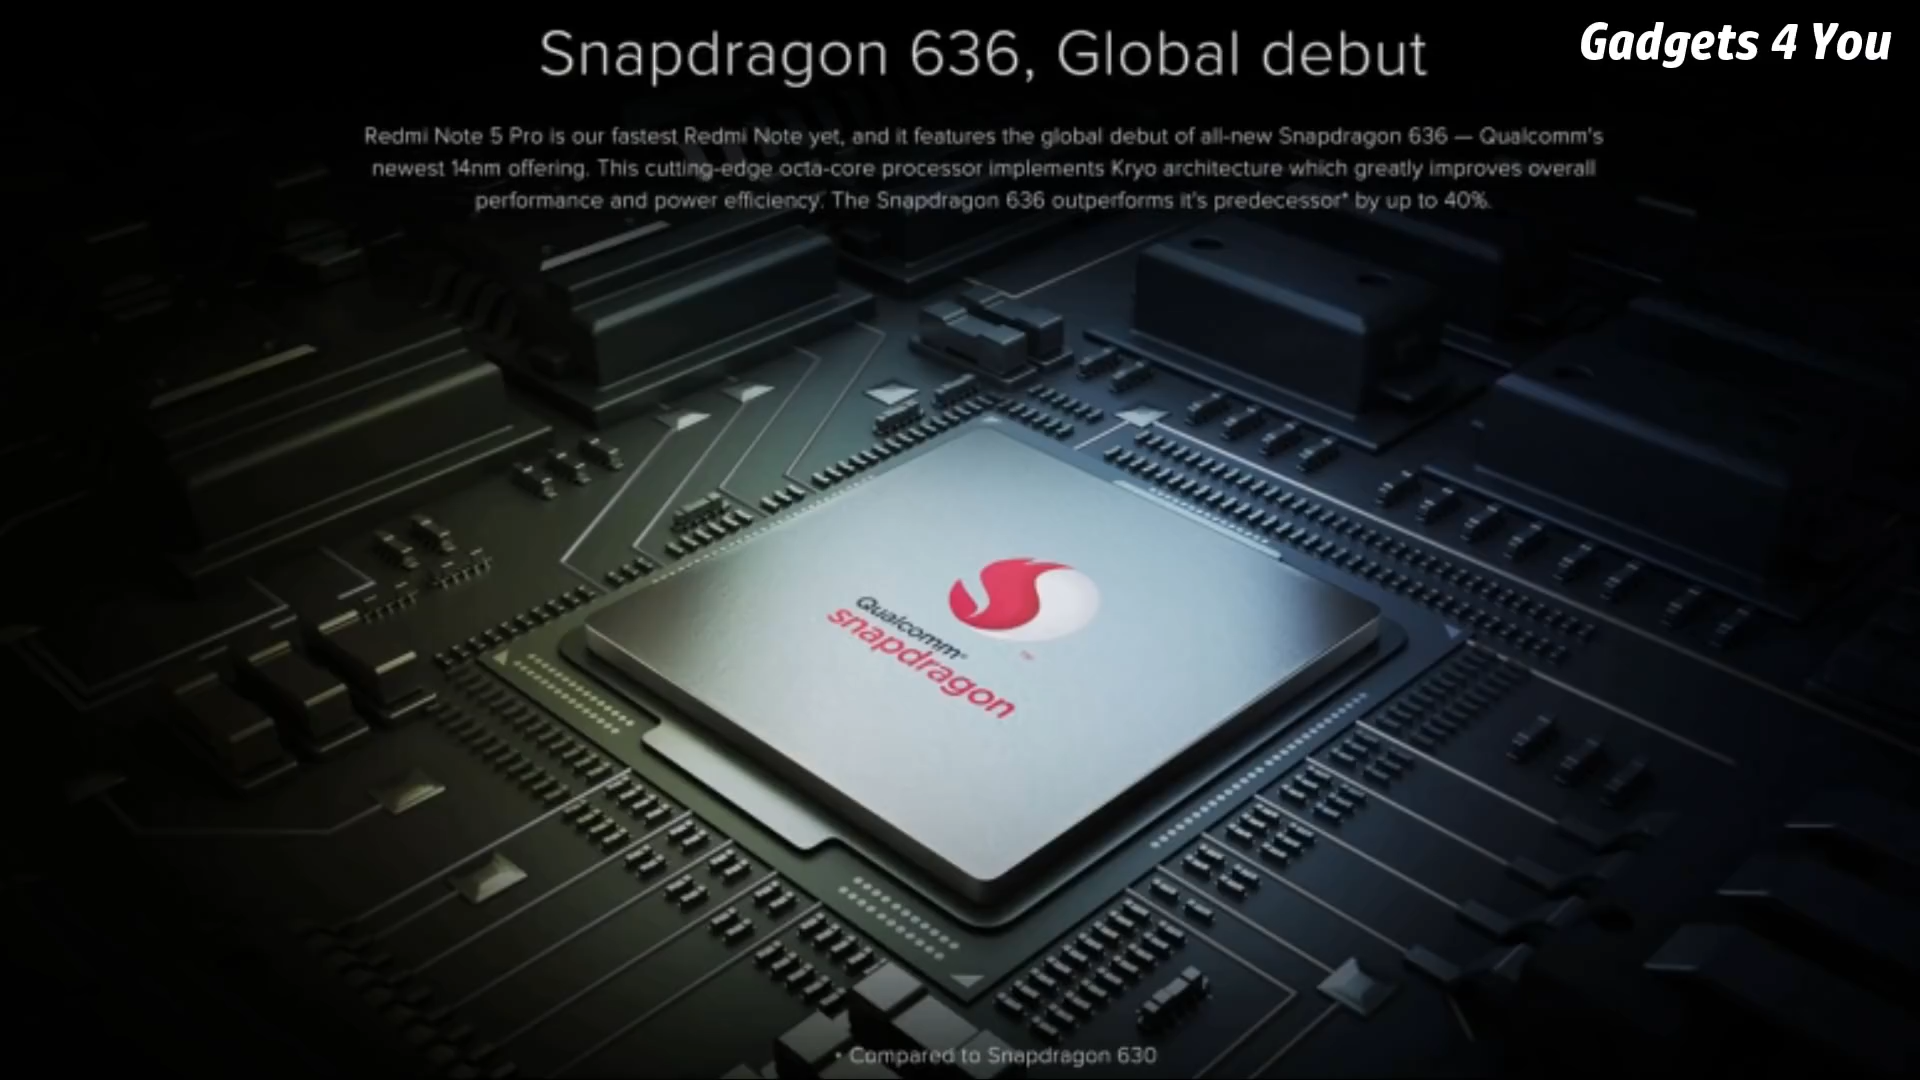 Snapdragon 636, Global debut
Gadgets 4 You
Redmi Note 5 Pro is our fastest Redmi Note yet, and it features the global debut of all-new Snapdragon 636 — Qualcomm's
newest 14nm offering. This cutting-edge octa-core processor implements Kryo architecture which greatly improves overall
performance and power efficiency. The Snapdragon 636 outperforms it's predecessor* by up to 40%.
Qualcomm®
snapdragon
™
* Compared to Snapdragon 630